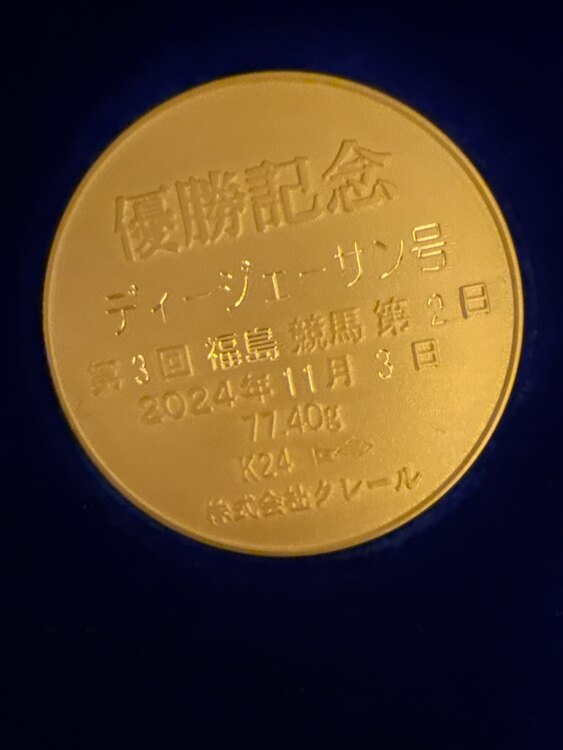 優勝記念
ディージェーサン号
第3回 福島 競馬 第2日
2024年11月3日
77.40g
K24
株式会社クレール